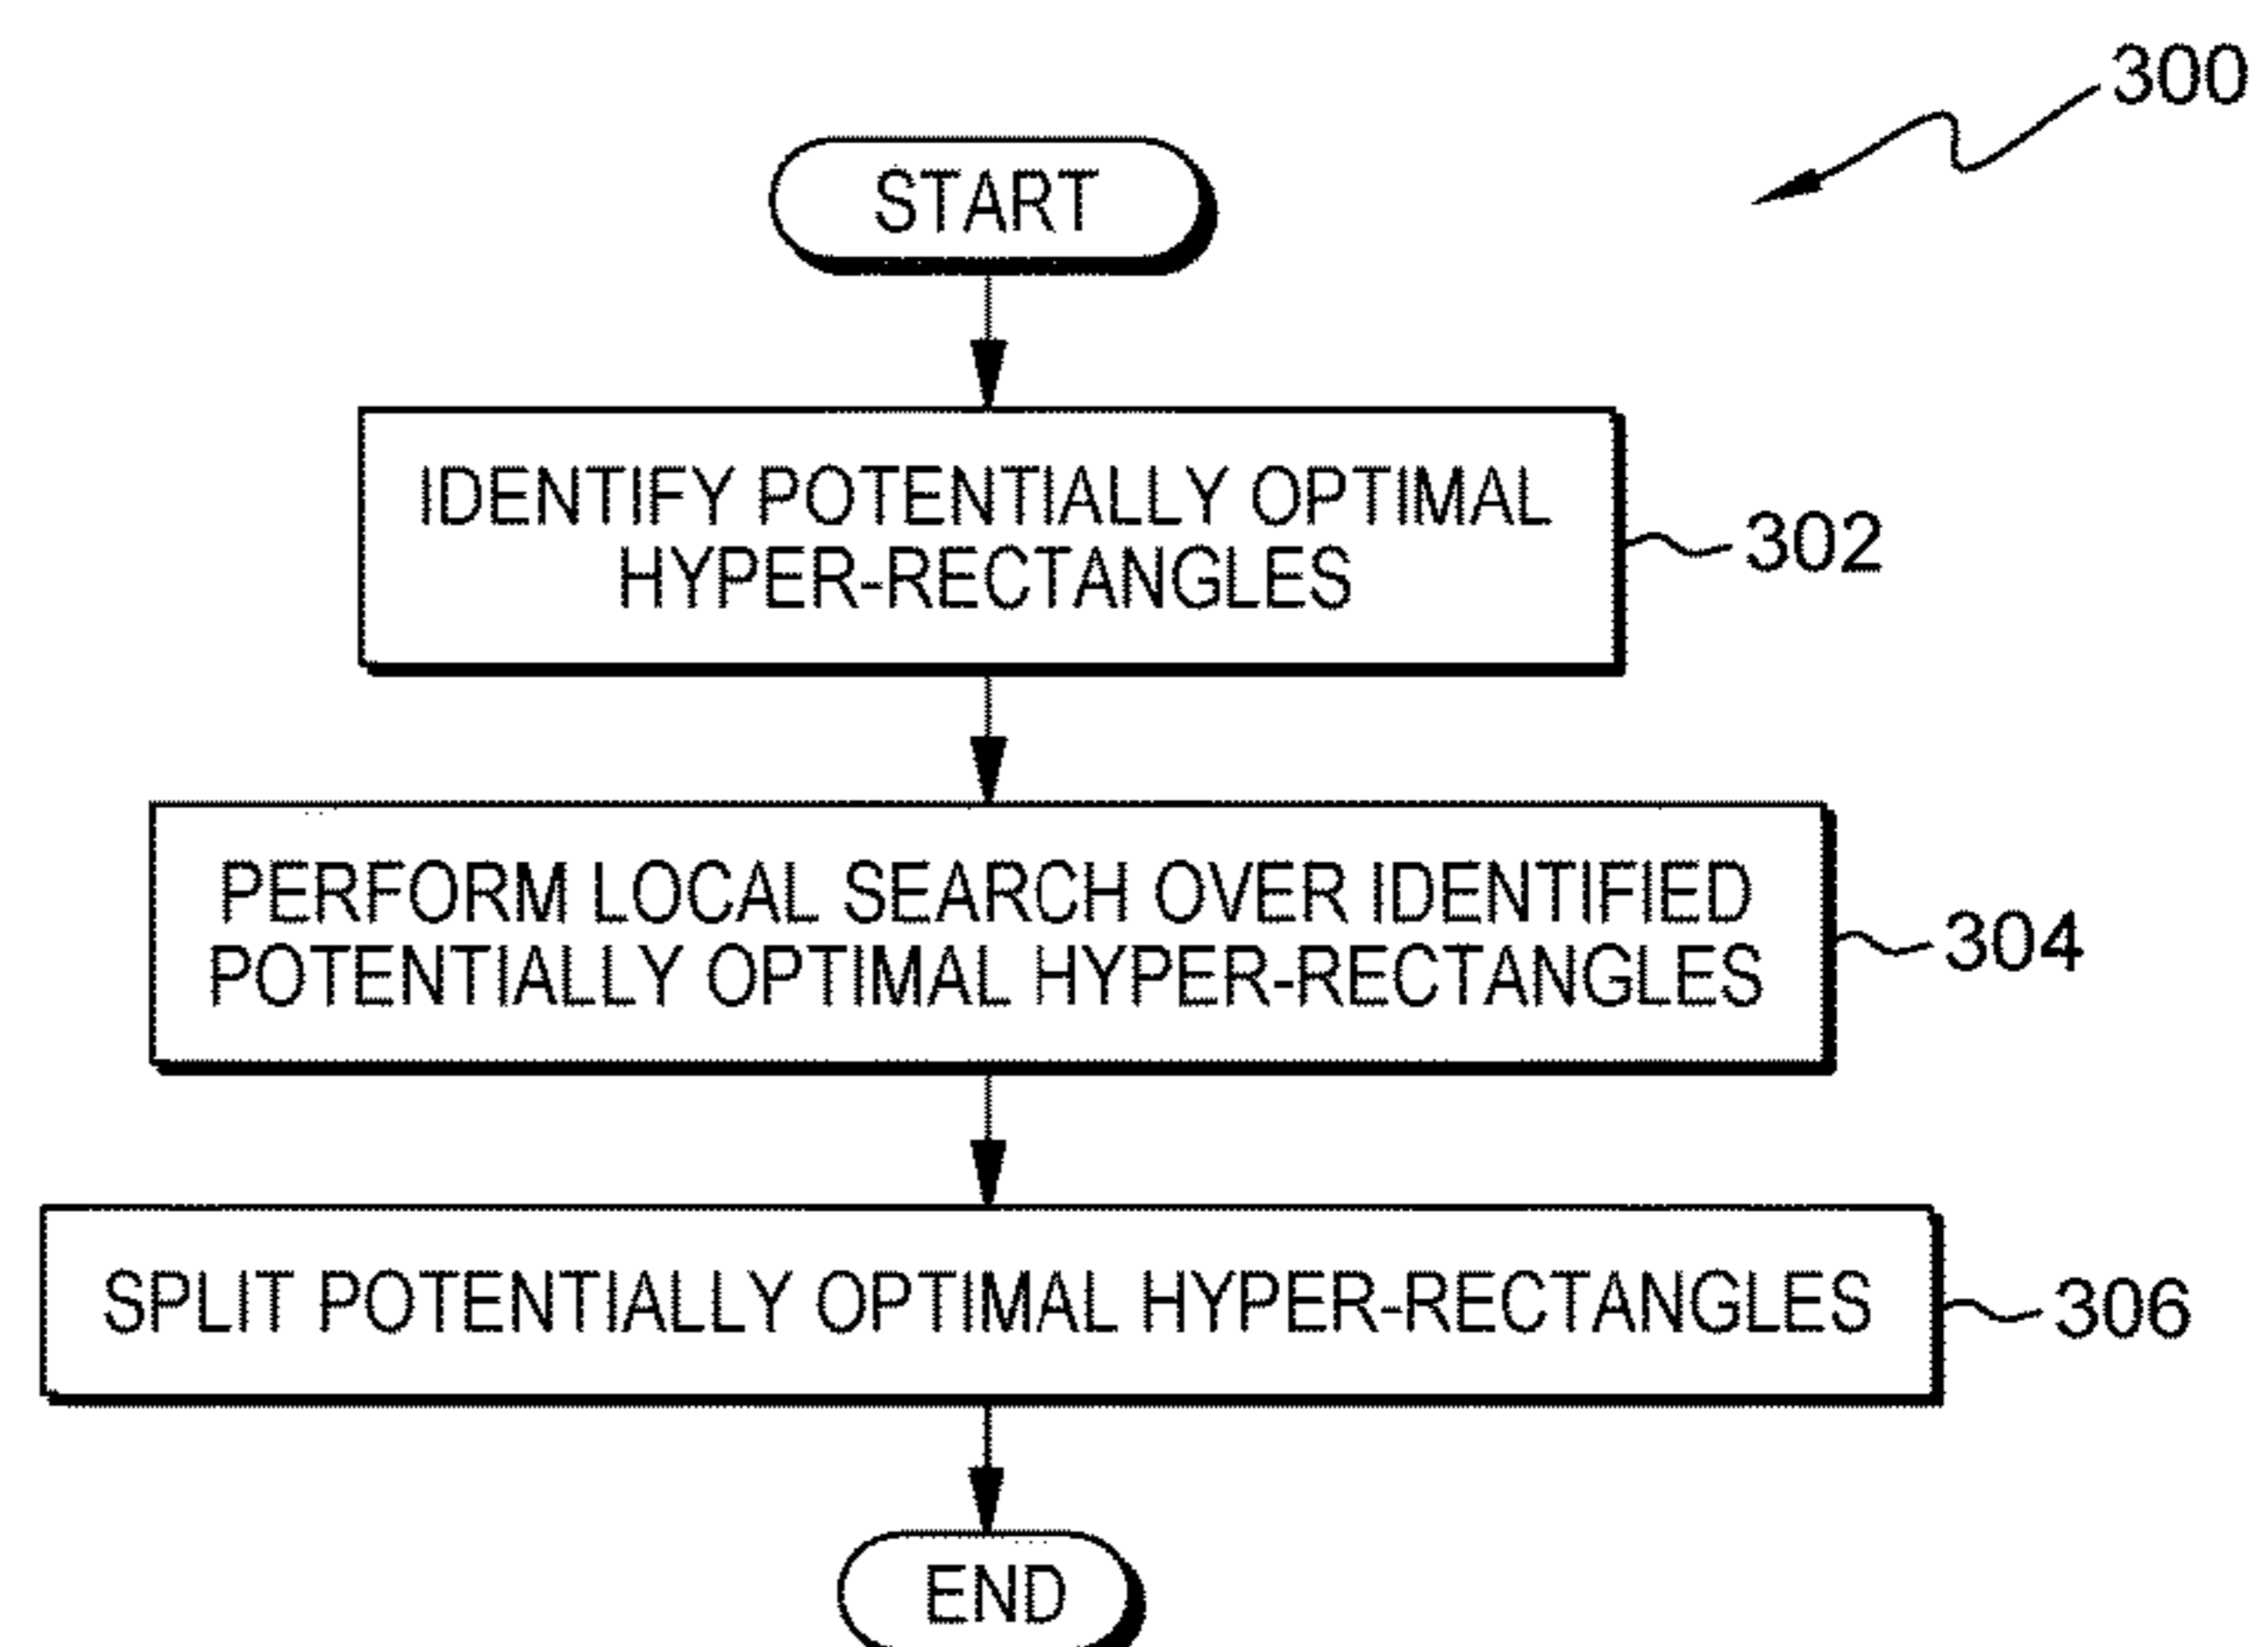 300
START
IDENTIFY POTENTIALLY OPTIMAL
HYPER-RECTANGLES
302
PERFORM LOCAL SEARCH OVER IDENTIFIED
POTENTIALLY OPTIMAL HYPER-RECTANGLES
304
SPLIT POTENTIALLY OPTIMAL HYPER-RECTANGLES
306
END